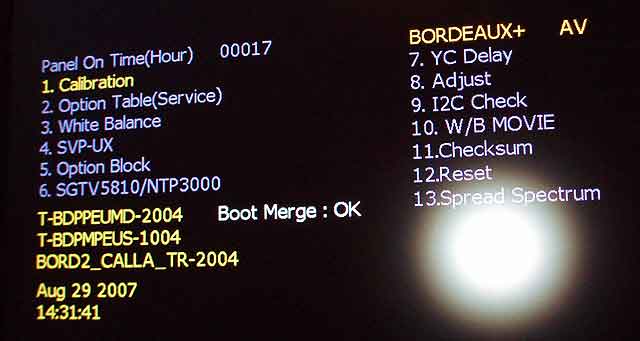 Panel On Time(Hour) 00017
1. Calibration
2. Option Table(Service)
3. White Balance
4. SVP-UX
5. Option Block
6. SGTV5810/NTP3000
T-BDPPEUMD-2004 Boot Merge : OK
T-BDPMPEUS-1004
BORD2_CALLA_TR-2004
Aug 29 2007
14:31:41
BORDEAUX+ AV
7. YC Delay
8. Adjust
9. I2C Check
10. W/B MOVIE
11.Checksum
12.Reset
13.Spread Spectrum